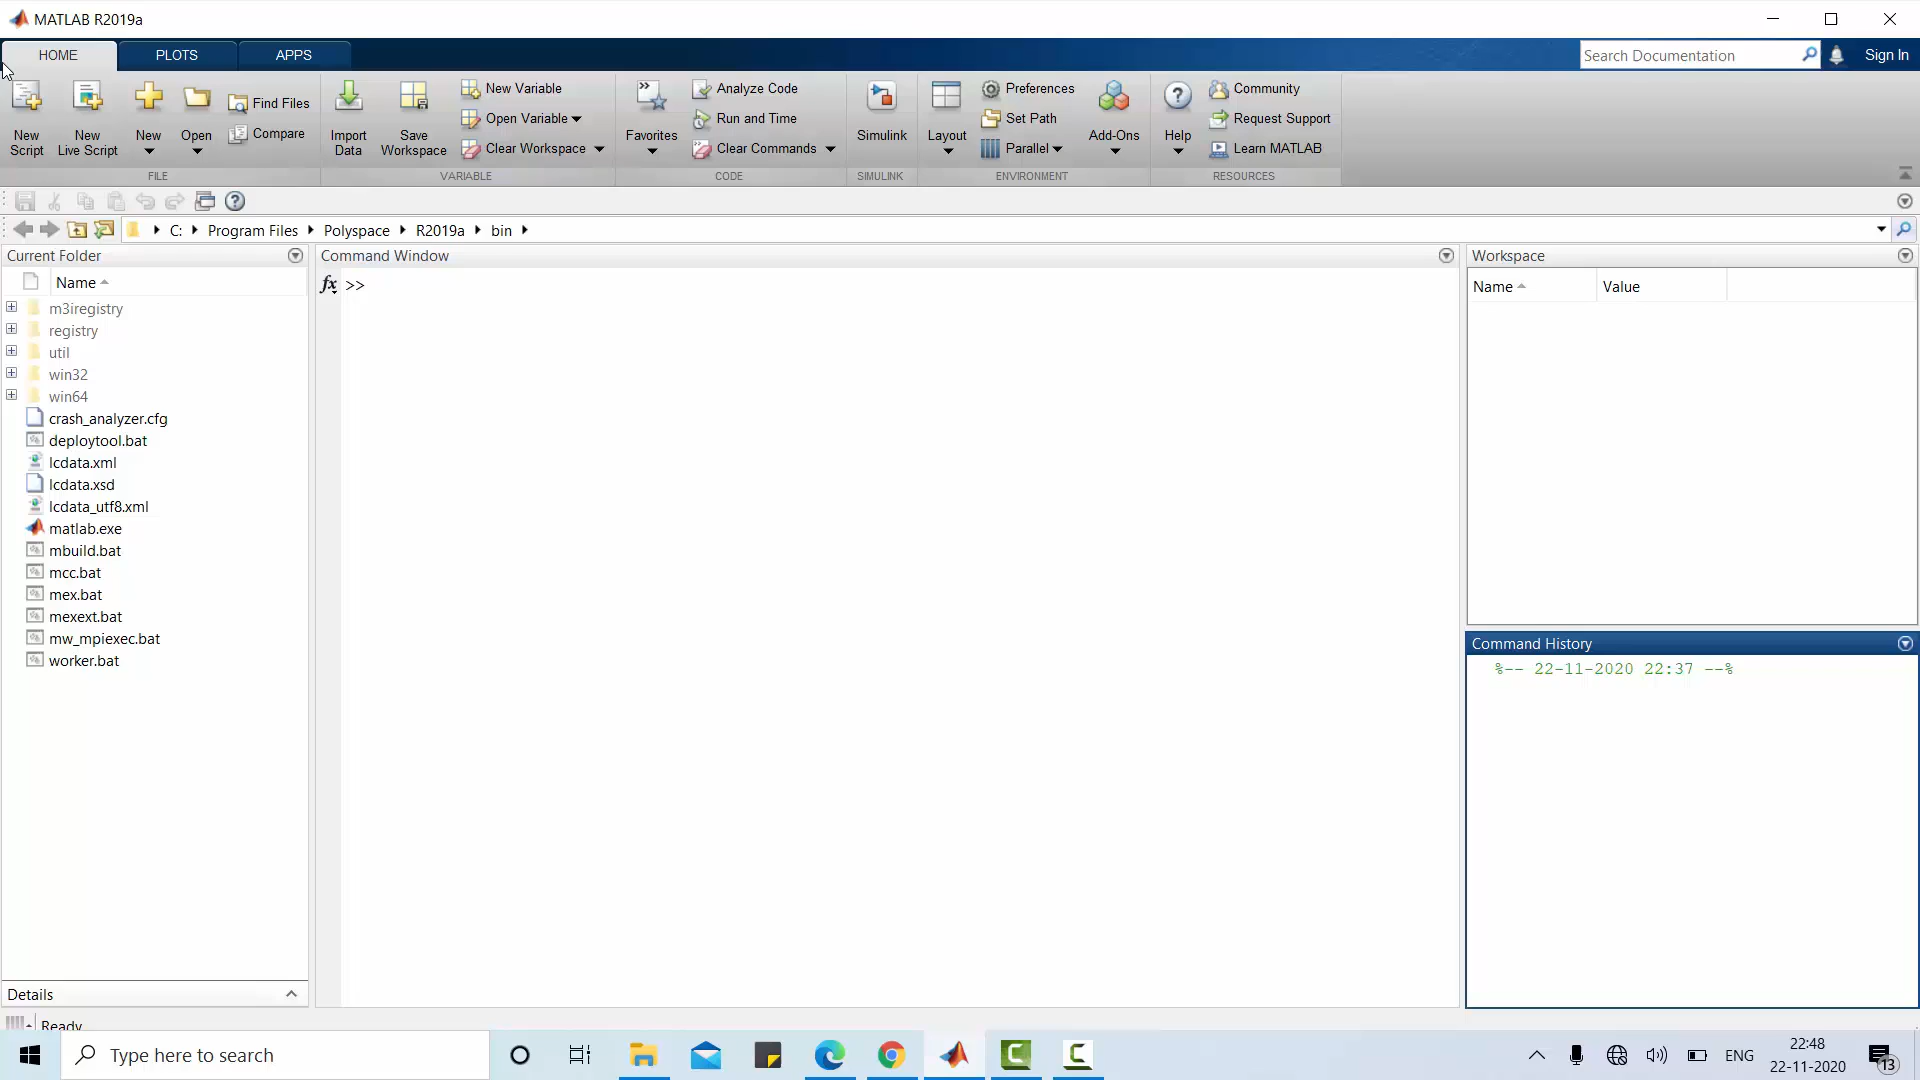 MATLAB R2019a
HOME PLOTS APPS
Search Documentation
Sign In
New Script
New Live Script
New
Open
Find Files
Compare
FILE
Import Data
Save Workspace
New Variable
Open Variable
Clear Workspace
VARIABLE
Favorites
Analyze Code
Run and Time
Clear Commands
CODE
Simulink
SIMULINK
Layout
Preferences
Set Path
Parallel
Add-Ons
ENVIRONMENT
Help
Community
Request Support
Learn MATLAB
RESOURCES
C: Program Files Polyspace R2019a bin
Current Folder
Name
m3iregistry
registry
util
win32
win64
crash_analyzer.cfg
deploytool.bat
lcdata.xml
lcdata.xsd
lcdata_utf8.xml
matlab.exe
mbuild.bat
mcc.bat
mex.bat
mexext.bat
mw_mpiexec.bat
worker.bat
Details
Ready
Command Window
fx >>
Workspace
Name Value
Command History
%-- 22-11-2020 22:37 --%
Type here to search
ENG
22:48
22-11-2020
13